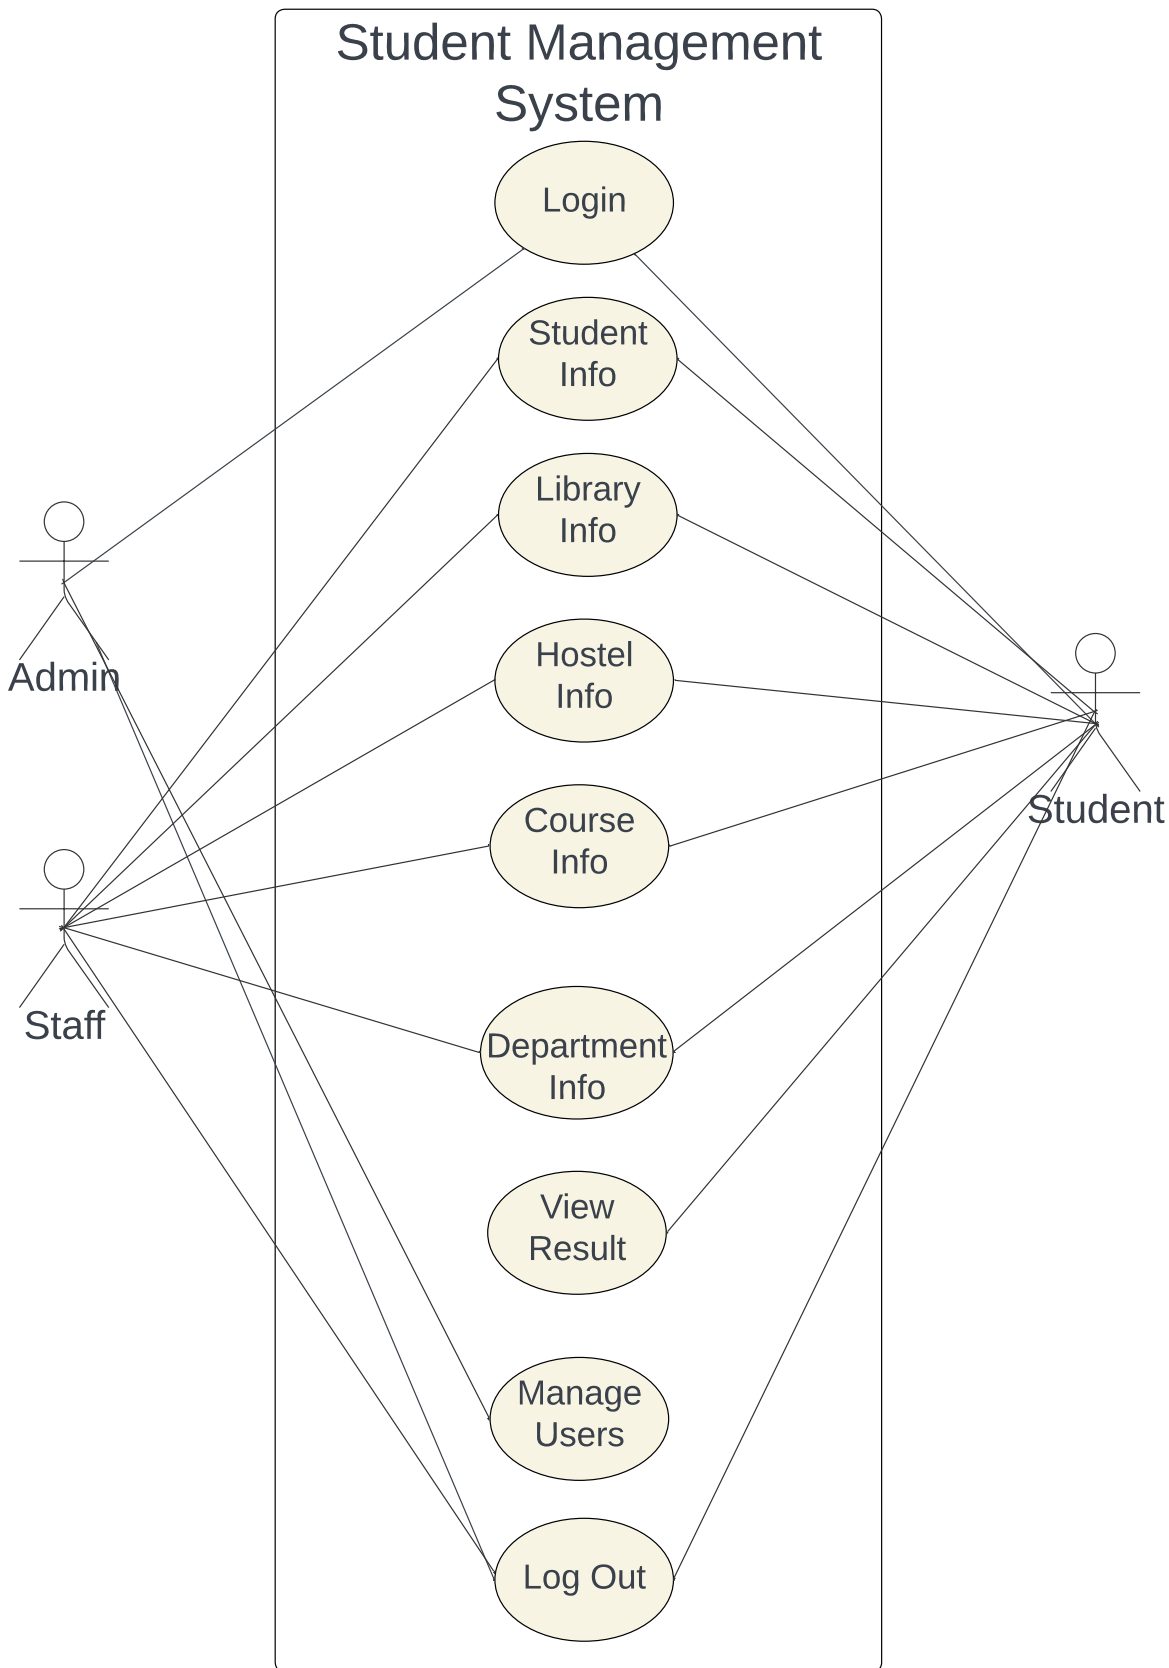 Student Management
System
Login
Student
Info
Library
Info
Hostel
Info
Admin
Student
Course
Info
Staff
Department
Info
View
Result
Manage
Users
Log Out